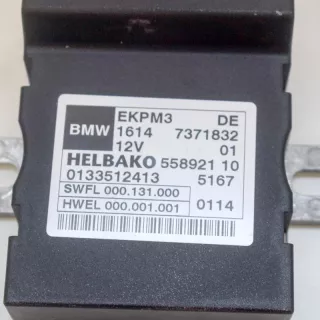 BMW EKPM3 DE
1614 7371832
12V 01
HELBAKO 558921 10
0133512413 5167
SWFL 000.131.000
HWEL 000.001.001 0114